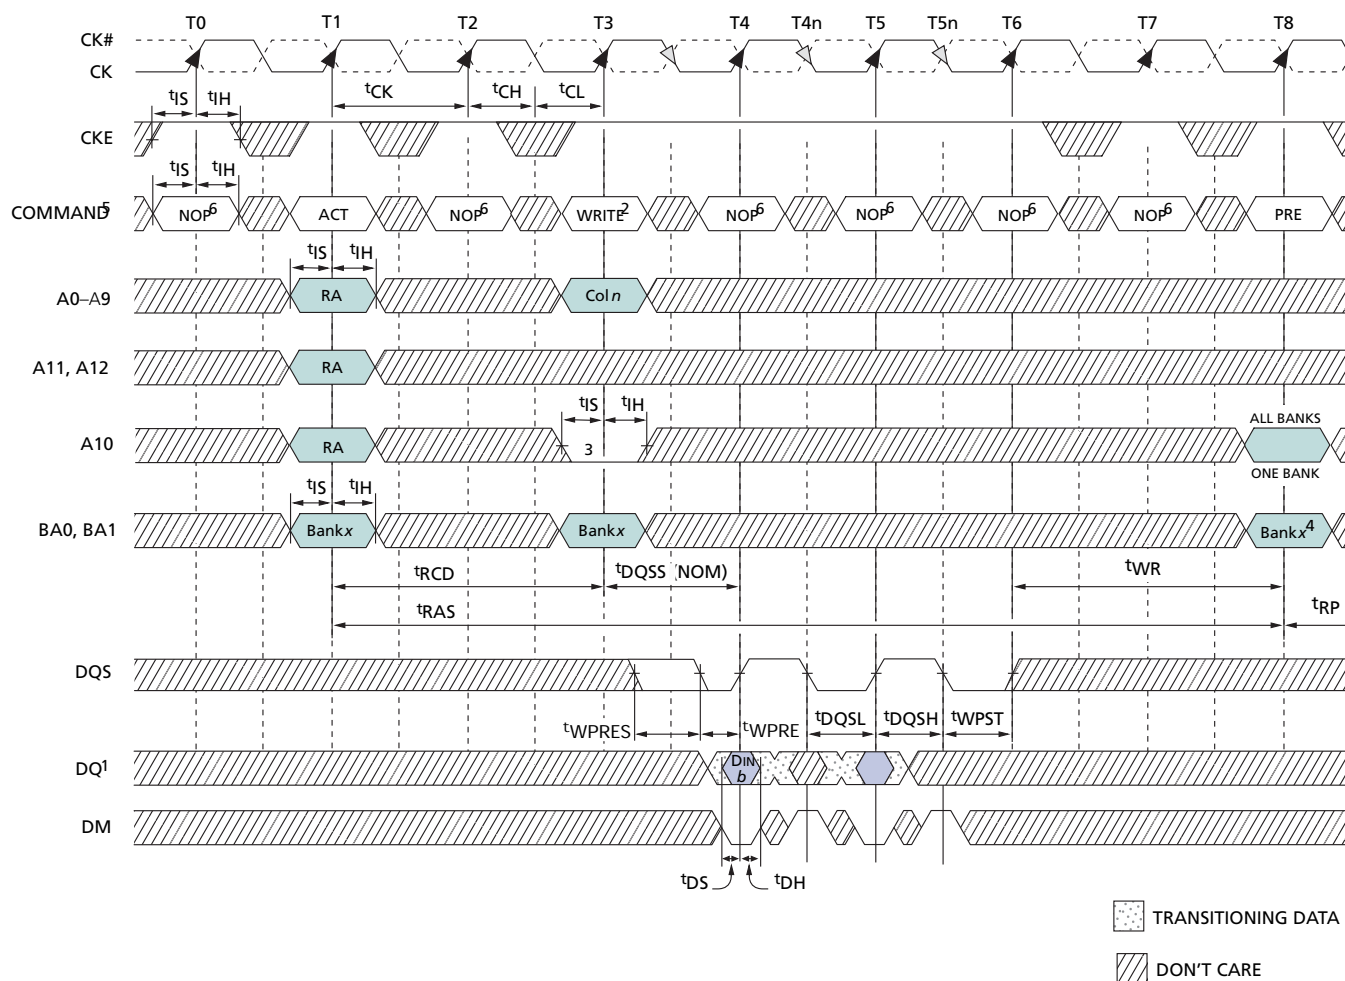 T0 T1 T2 T3 T4 T4n T5 T5n T6 T7 T8
CK#
CK
tCK tCH tCL
tIS tIH
CKE
tIS tIH
COMMAND5 NOP6 ACT NOP6 WRITE2 NOP6 NOP6 NOP6 NOP6 PRE
tIS tIH
A0–A9 RA Col n
A11, A12 RA
tIS tIH
ALL BANKS
A10 RA 3
ONE BANK
tIS tIH
BA0, BA1 Bank x Bank x Bank x4
tRCD tDQSS (NOM) tWR
tRAS tRP
DQS
tWPRES tWPRE tDQSL tDQSH tWPST
DQ1 DIN
b
DM
tDS tDH
TRANSITIONING DATA
DON'T CARE